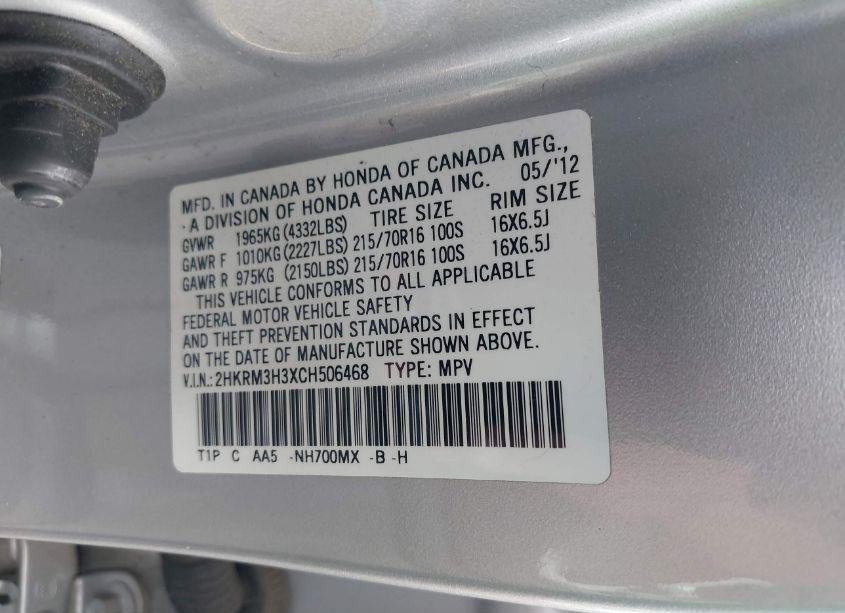 MFD. IN CANADA BY HONDA OF CANADA MFG.,
·A DIVISION OF HONDA CANADA INC. 05/'12
GVWR 1965KG (4332LBS) TIRE SIZE RIM SIZE
GAWR F 1010KG (2227LBS) 215/70R16 100S 16X6.5J
GAWR R 975KG (2150LBS) 215/70R16 100S 16X6.5J
THIS VEHICLE CONFORMS TO ALL APPLICABLE
FEDERAL MOTOR VEHICLE SAFETY
AND THEFT PREVENTION STANDARDS IN EFFECT
ON THE DATE OF MANUFACTURE SHOWN ABOVE.
V.I.N.: 2HKRM3H3XCH506468 TYPE: MPV
T1P C AA5 -NH700MX -B -H